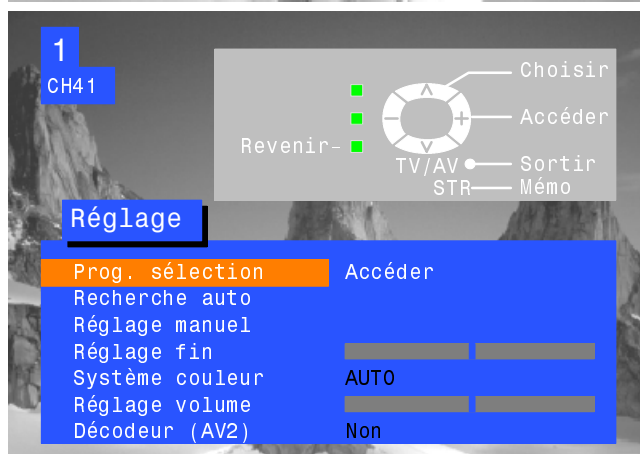 1
CH41
Choisir
Accéder
Revenir–
TV/AV Sortir
STR Mémo
Réglage
Prog. sélection Accéder
Recherche auto
Réglage manuel
Réglage fin
Système couleur AUTO
Réglage volume
Décodeur (AV2) Non